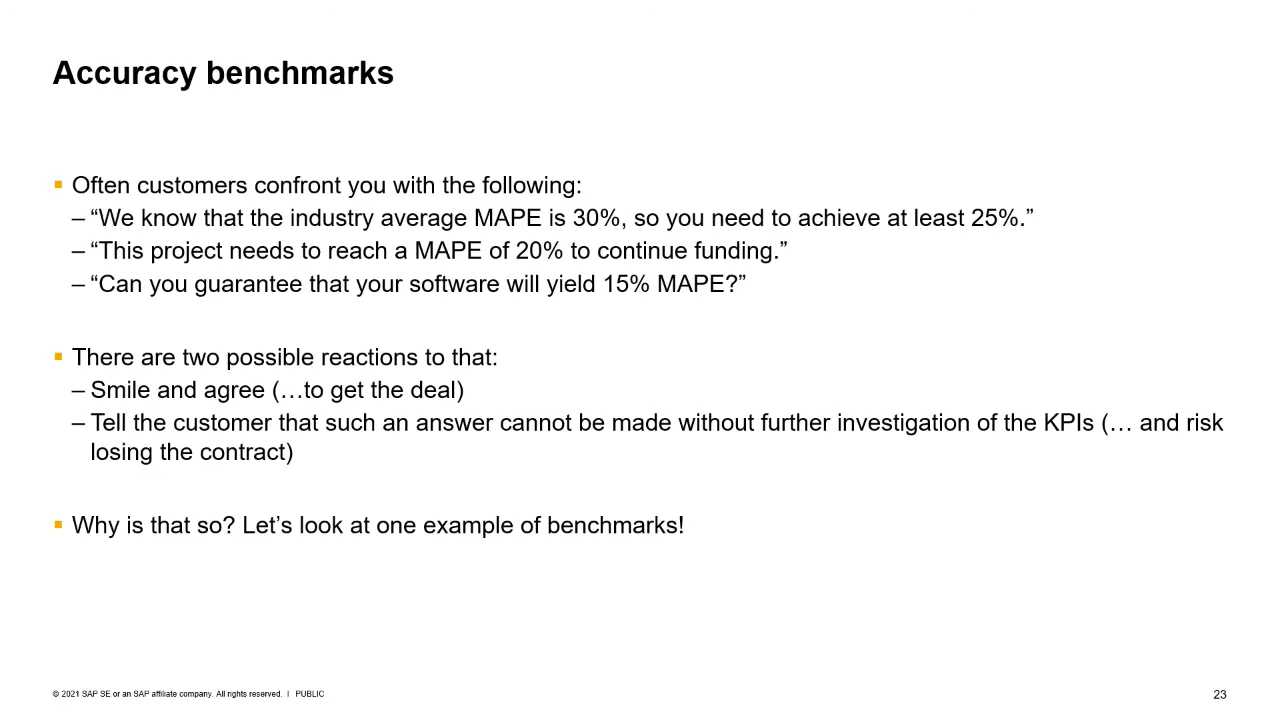 Accuracy benchmarks
▪ Often customers confront you with the following:
– “We know that the industry average MAPE is 30%, so you need to achieve at least 25%.”
– “This project needs to reach a MAPE of 20% to continue funding.”
– “Can you guarantee that your software will yield 15% MAPE?”
▪ There are two possible reactions to that:
– Smile and agree (…to get the deal)
– Tell the customer that such an answer cannot be made without further investigation of the KPIs (… and risk
losing the contract)
▪ Why is that so? Let’s look at one example of benchmarks!
© 2021 SAP SE or an SAP affiliate company. All rights reserved. I PUBLIC
23